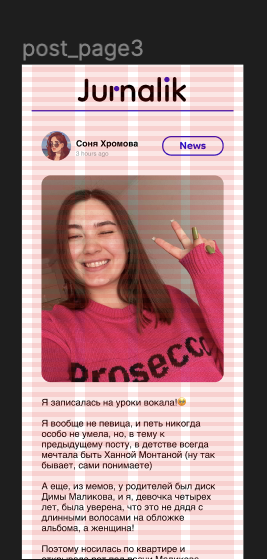 post_page3
Jurnalik
Соня Хромова
News
3 hours ago
Prosecco
Я записалась на уроки вокала!
Я вообще не певица, и петь никогда
особо не умела, но, в тему к
предыдущему посту, в детстве всегда
мечтала быть Ханной Монтаной (ну так
бывает, сами понимаете)
А еще, из мемов, у родителей был диск
Димы Маликова, и я, девочка четырех
лет, была уверена, что это не дядя с
длинными волосами на обложке
альбома, а женщина!
Поэтому носилась по квартире и